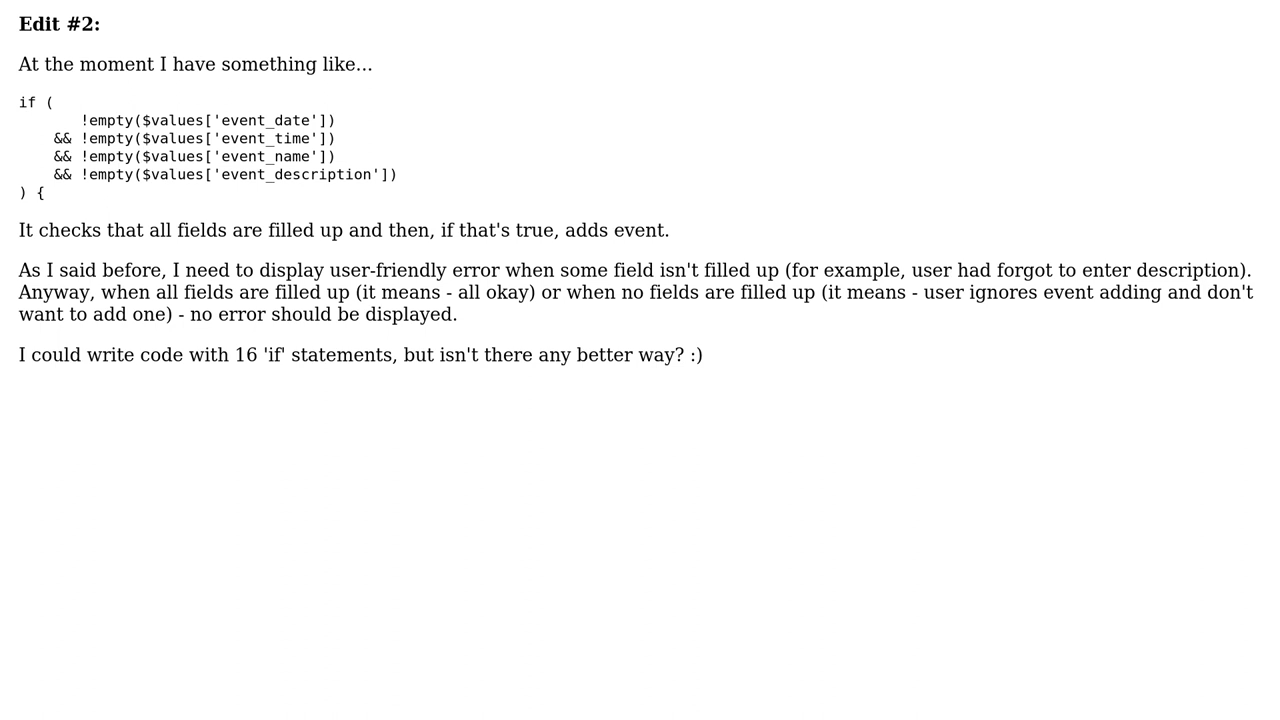 Edit #2:
At the moment I have something like...
if (
       !empty($values['event_date'])
    && !empty($values['event_time'])
    && !empty($values['event_name'])
    && !empty($values['event_description'])
) {
It checks that all fields are filled up and then, if that's true, adds event.
As I said before, I need to display user-friendly error when some field isn't filled up (for example, user had forgot to enter description).
Anyway, when all fields are filled up (it means - all okay) or when no fields are filled up (it means - user ignores event adding and don't
want to add one) - no error should be displayed.
I could write code with 16 'if' statements, but isn't there any better way? :)